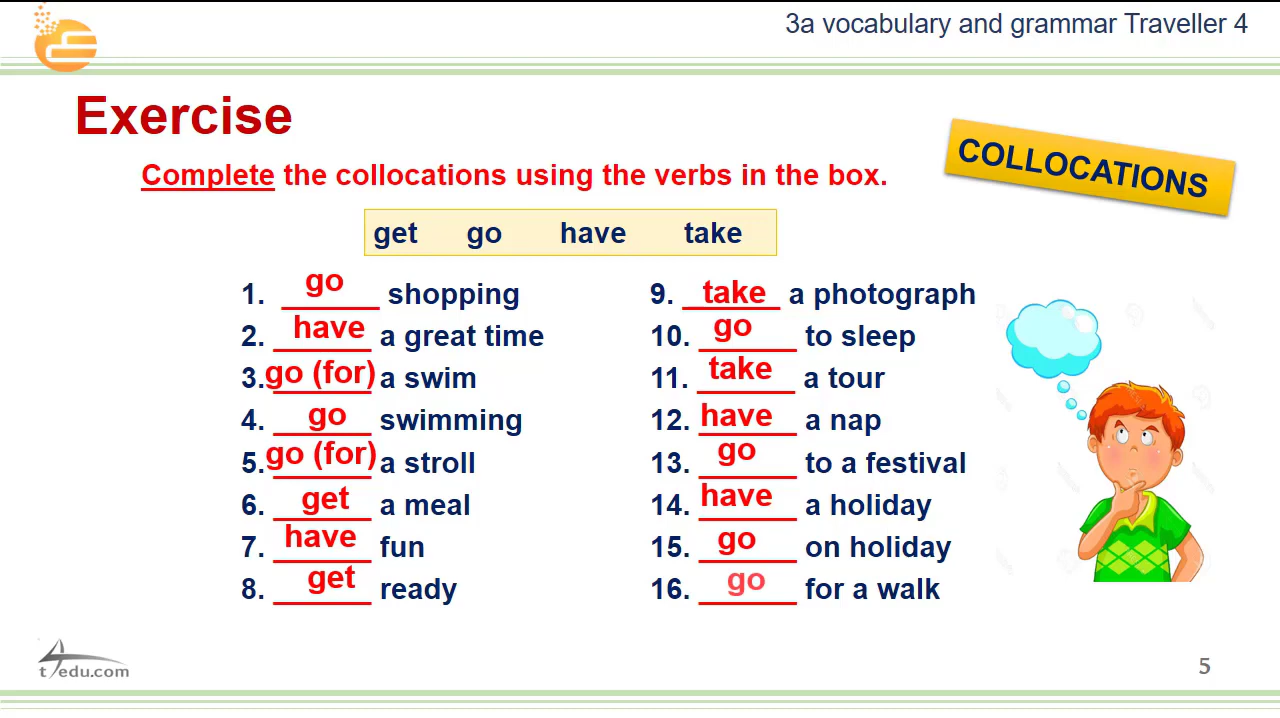 3a vocabulary and grammar Traveller 4
Exercise
COLLOCATIONS
Complete the collocations using the verbs in the box.
get go have take
1. go shopping
2. have a great time
3. go (for) a swim
4. go swimming
5. go (for) a stroll
6. get a meal
7. have fun
8. get ready
9. take a photograph
10. go to sleep
11. take a tour
12. have a nap
13. go to a festival
14. have a holiday
15. go on holiday
16. go for a walk
t4edu.com
5